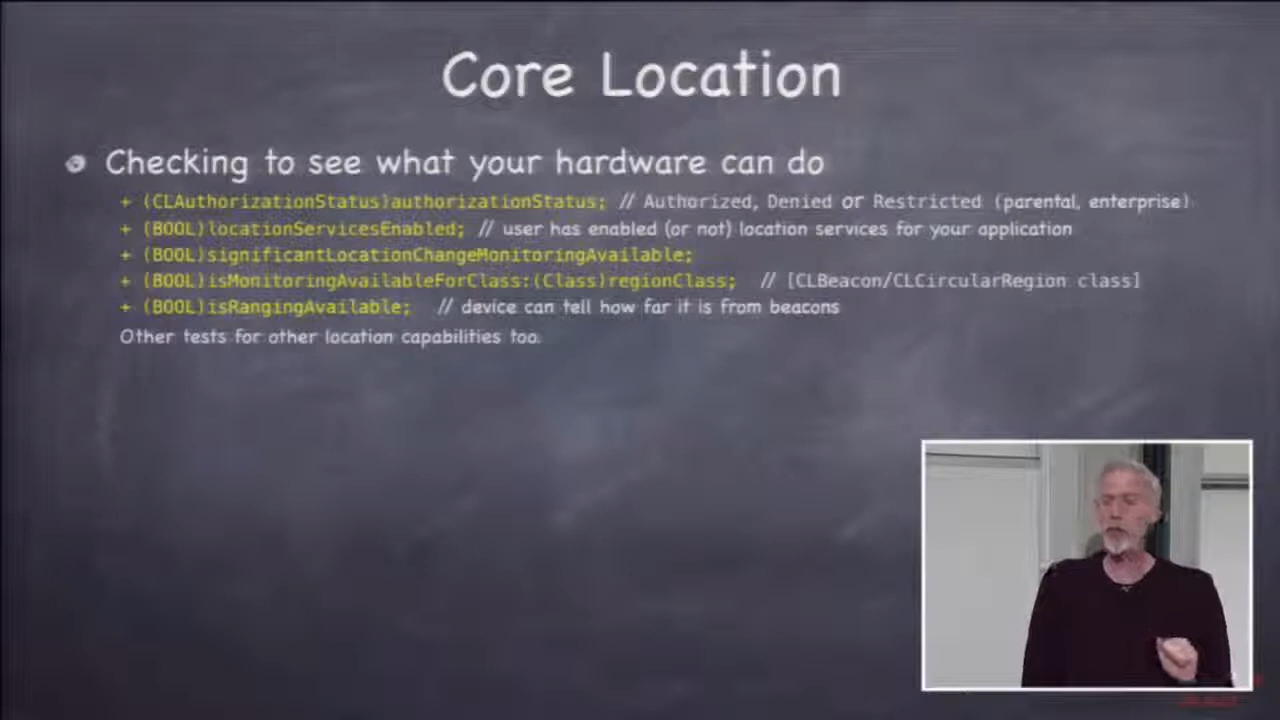 Core Location
Checking to see what your hardware can do
+ (CLAuthorizationStatus)authorizationStatus; // Authorized, Denied or Restricted (parental, enterprise)
+ (BOOL)locationServicesEnabled; // user has enabled (or not) location services for your application
+ (BOOL)significantLocationChangeMonitoringAvailable;
+ (BOOL)isMonitoringAvailableForClass:(Class)regionClass; // [CLBeacon/CLCircularRegion class]
+ (BOOL)isRangingAvailable; // device can tell how far it is from beacons
Other tests for other location capabilities too.